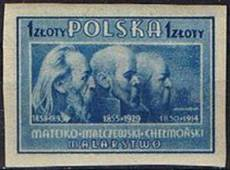 1 ZŁOTY POLSKA 1 ZŁOTY
1838-1893 1855-1929 1850-1914
MATEJKO-MALCZEWSKI-CHEŁMOŃSKI
MALARSTWO